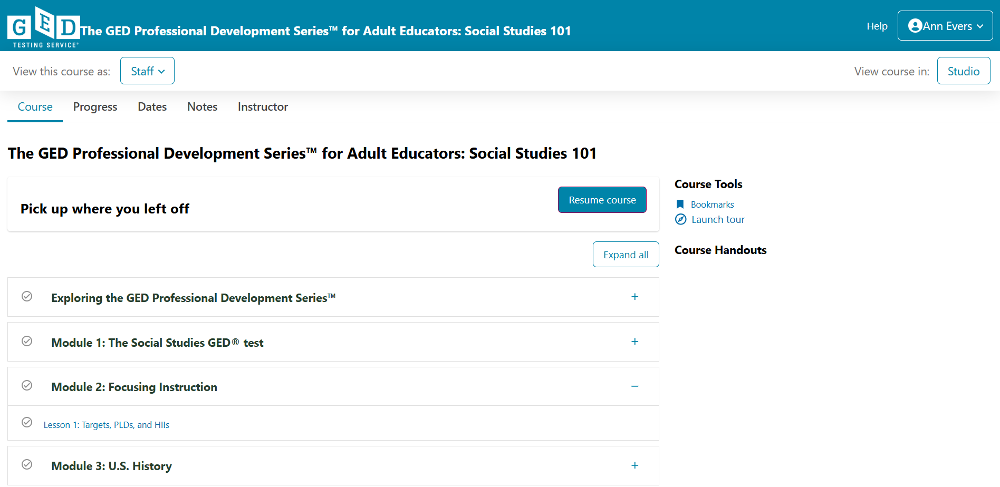 GED
TESTING SERVICE®
The GED Professional Development Series™ for Adult Educators: Social Studies 101
Help
Ann Evers
View this course as:
Staff
View course in:
Studio
Course
Progress
Dates
Notes
Instructor
The GED Professional Development Series™ for Adult Educators: Social Studies 101
Pick up where you left off
Resume course
Expand all
Exploring the GED Professional Development Series™
Module 1: The Social Studies GED® test
Module 2: Focusing Instruction
Lesson 1: Targets, PLDs, and HIIs
Module 3: U.S. History
Course Tools
Bookmarks
Launch tour
Course Handouts